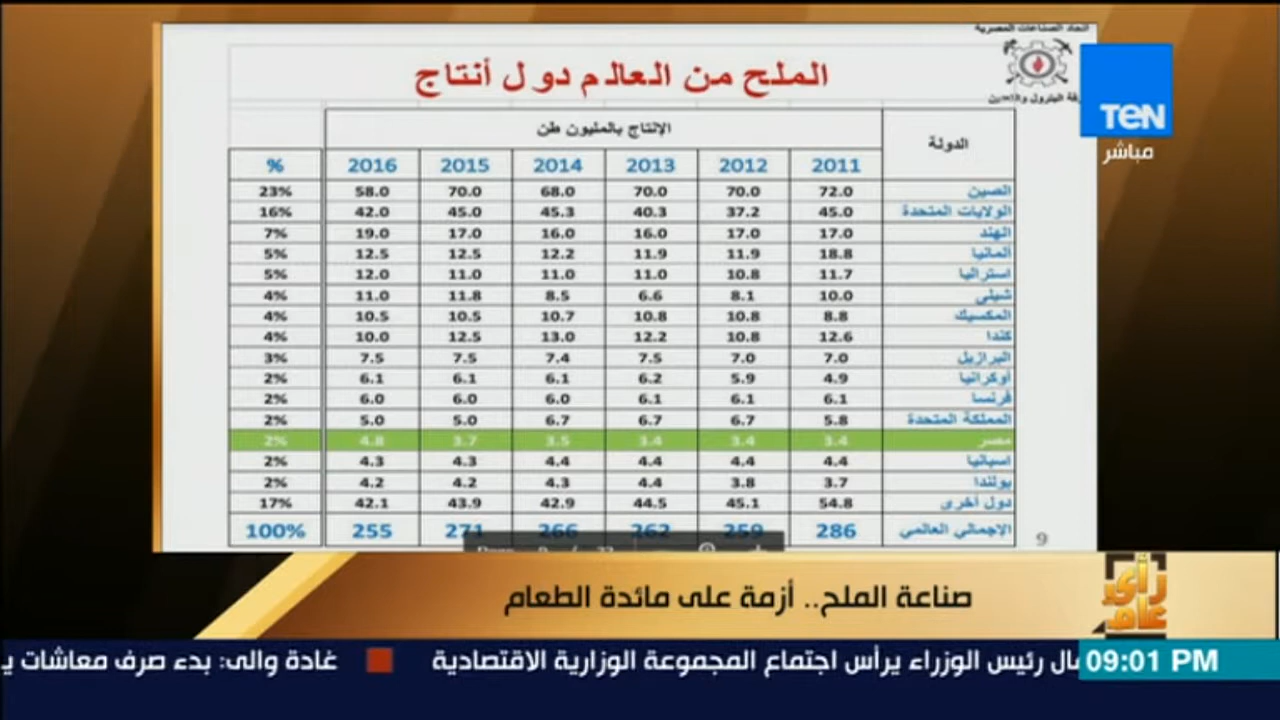 اتحاد الصناعات المصرية
الملح من العالم دول أنتاج
TEN
مباشر
الدولة الإنتاج بالمليون طن
2011 2012 2013 2014 2015 2016 %
الصين 72.0 70.0 70.0 68.0 70.0 58.0 23%
الولايات المتحدة 45.0 37.2 40.3 45.3 45.0 42.0 16%
الهند 17.0 17.0 16.0 16.0 17.0 19.0 7%
ألمانيا 18.8 11.9 11.9 12.2 12.5 12.5 5%
استراليا 11.7 10.8 11.0 11.0 11.0 12.0 5%
شيلي 10.0 8.1 6.6 8.5 11.8 11.0 4%
المكسيك 8.8 10.8 10.8 10.7 10.5 10.5 4%
كندا 12.6 10.8 12.2 13.0 12.5 10.0 4%
البرازيل 7.0 7.0 7.5 7.4 7.5 7.5 3%
أوكرانيا 4.9 5.9 6.2 6.1 6.1 6.1 2%
فرنسا 6.1 6.1 6.1 6.0 6.0 6.0 2%
المملكة المتحدة 5.8 6.7 6.7 6.7 5.0 5.0 2%
مصر 3.4 3.4 3.4 3.5 3.7 4.8 2%
اسبانيا 4.4 4.4 4.4 4.4 4.3 4.3 2%
بولندا 3.7 3.8 4.4 4.3 4.2 4.2 2%
دول أخرى 54.8 45.1 44.5 42.9 43.9 42.1 17%
الإجمالي العالمي 286 259 262 266 271 255 100%
9
رأي عام
صناعة الملح.. أزمة على مائدة الطعام
09:01 PM
مال رئيس الوزراء يرأس اجتماع المجموعة الوزارية الاقتصادية غادة والى: بدء صرف معاشات ي